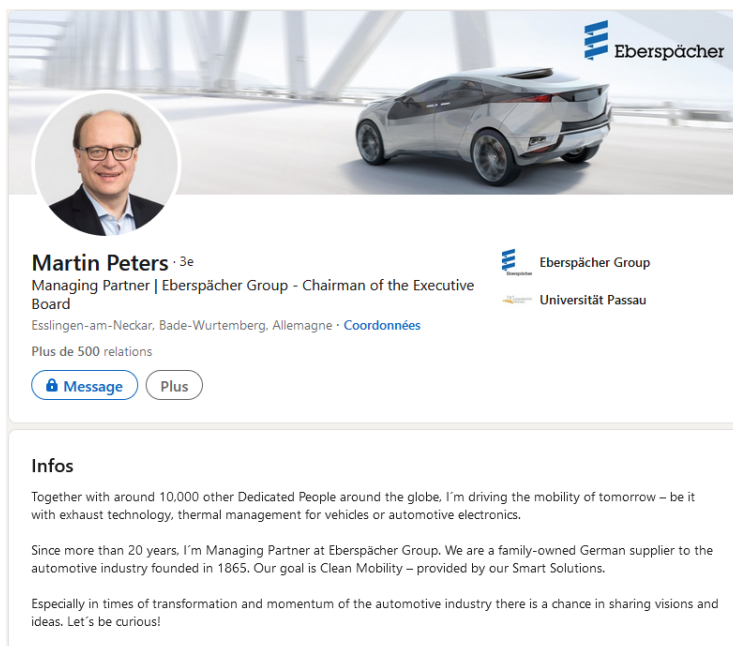 Eberspächer
Martin Peters · 3e
Managing Partner | Eberspächer Group - Chairman of the Executive
Board
Esslingen-am-Neckar, Bade-Wurtemberg, Allemagne · Coordonnées
Plus de 500 relations
Message
Plus
Eberspächer
Eberspächer Group
Universität Passau
Infos
Together with around 10,000 other Dedicated People around the globe, I´m driving the mobility of tomorrow – be it
with exhaust technology, thermal management for vehicles or automotive electronics.
Since more than 20 years, I´m Managing Partner at Eberspächer Group. We are a family-owned German supplier to the
automotive industry founded in 1865. Our goal is Clean Mobility – provided by our Smart Solutions.
Especially in times of transformation and momentum of the automotive industry there is a chance in sharing visions and
ideas. Let´s be curious!